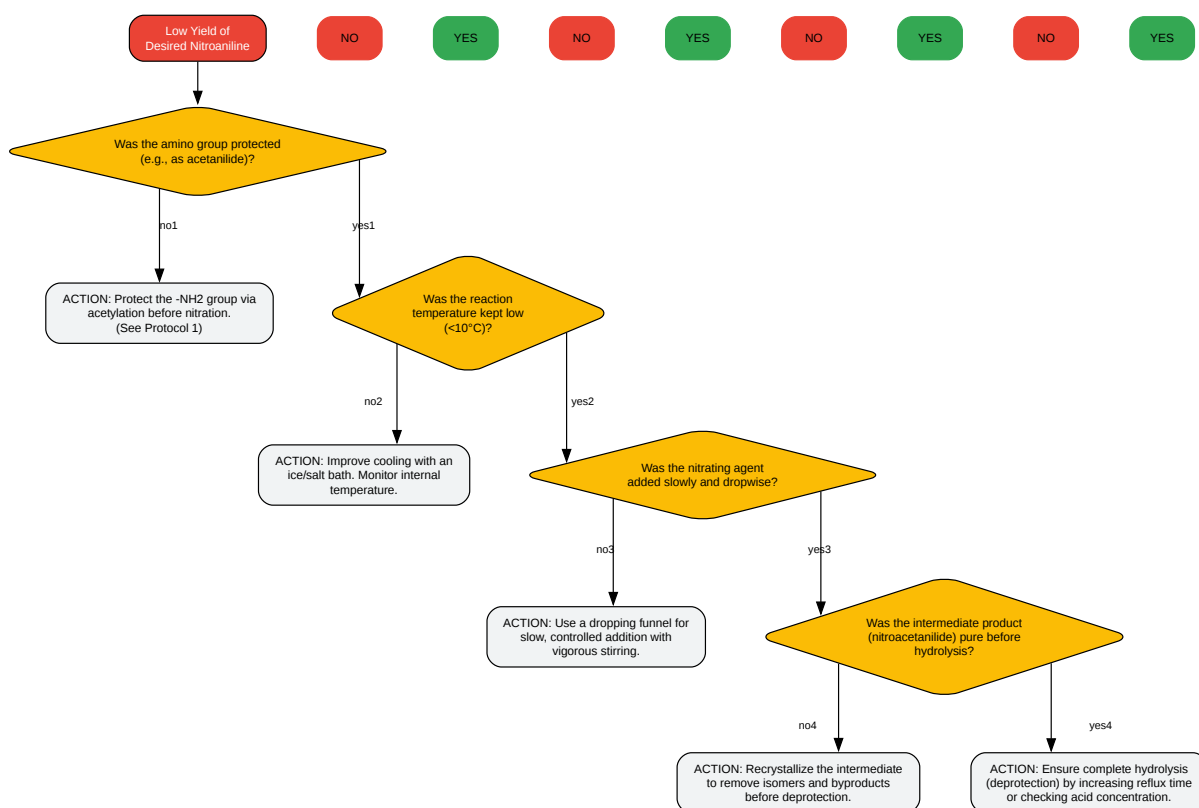 Low Yield of
Desired Nitroaniline
NO
YES
NO
YES
NO
YES
NO
YES
Was the amino group protected
(e.g., as acetanilide)?
no1
yes1
ACTION: Protect the -NH2 group via
acetylation before nitration.
(See Protocol 1)
Was the reaction
temperature kept low
(<10°C)?
no2
yes2
ACTION: Improve cooling with an
ice/salt bath. Monitor internal
temperature.
Was the nitrating agent
added slowly and dropwise?
no3
yes3
ACTION: Use a dropping funnel for
slow, controlled addition with
vigorous stirring.
Was the intermediate product
(nitroacetanilide) pure before
hydrolysis?
no4
yes4
ACTION: Recrystallize the intermediate
to remove isomers and byproducts
before deprotection.
ACTION: Ensure complete hydrolysis
(deprotection) by increasing reflux time
or checking acid concentration.